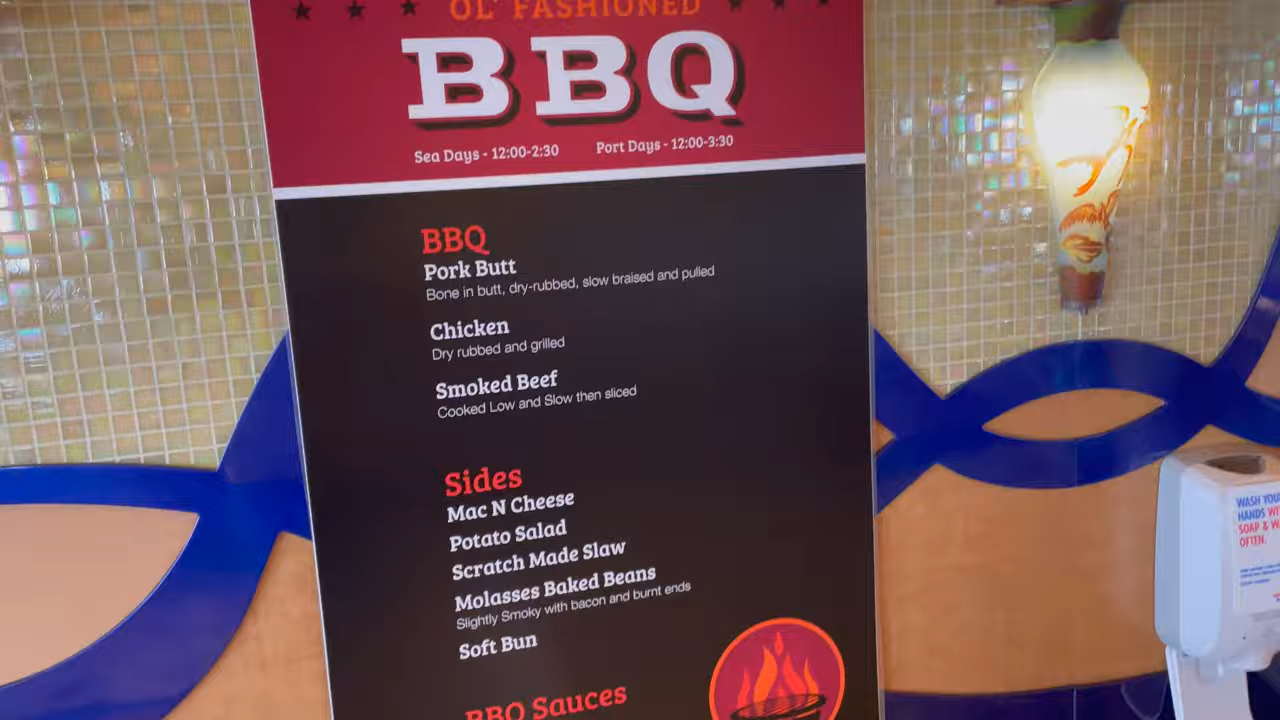 OL' FASHIONED
BBQ
Sea Days - 12:00-2:30 Port Days - 12:00-3:30
BBQ
Pork Butt
Bone in butt, dry-rubbed, slow braised and pulled
Chicken
Dry rubbed and grilled
Smoked Beef
Cooked Low and Slow then sliced
Sides
Mac N Cheese
Potato Salad
Scratch Made Slaw
Molasses Baked Beans
Slightly Smoky with bacon and burnt ends
Soft Bun
BBQ Sauces
WASH YOU
HANDS WI
SOAP & W
OFTEN.